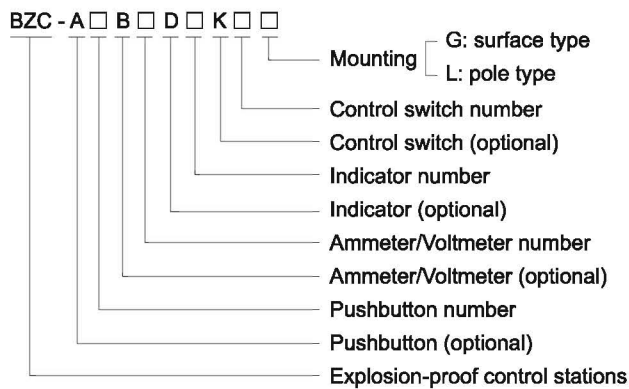 BZC - A□ B□ D□ K□ □
G: surface type
Mounting
L: pole type
Control switch number
Control switch (optional)
Indicator number
Indicator (optional)
Ammeter/Voltmeter number
Ammeter/Voltmeter (optional)
Pushbutton number
Pushbutton (optional)
Explosion-proof control stations